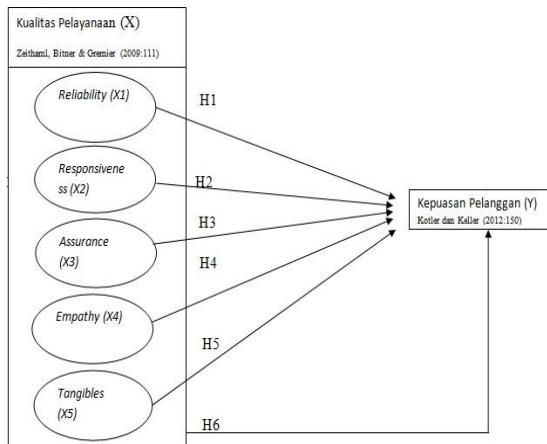 Kualitas Pelayanaan (X)
Zeithaml, Bitner & Gremler (2009:111)
Reliability (X1)
H1
Responsivene
ss (X2)
H2
Assurance
(X3)
H3
Kepuasan Pelanggan (Y)
Kotler dan Keller (2012:150)
H4
Empathy (X4)
H5
Tangibles
(X5)
H6